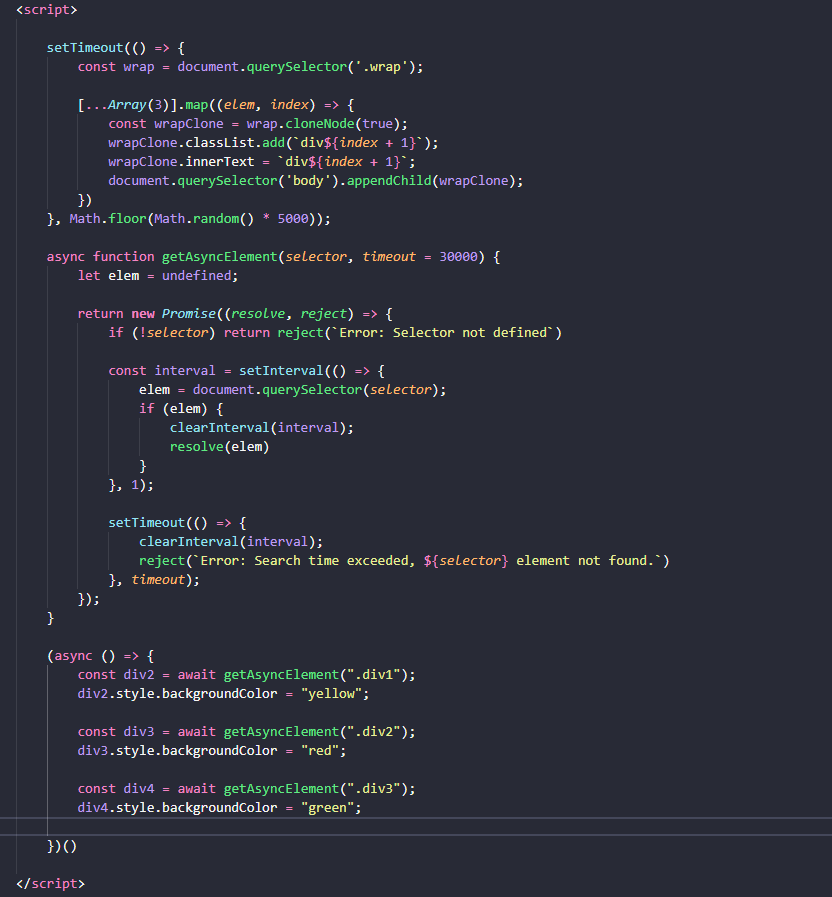 <script>
setTimeout(() => {
const wrap = document.querySelector('.wrap');
[...Array(3)].map((elem, index) => {
const wrapClone = wrap.cloneNode(true);
wrapClone.classList.add(`div${index + 1}`);
wrapClone.innerText = `div${index + 1}`;
document.querySelector('body').appendChild(wrapClone);
})
}, Math.floor(Math.random() * 5000));
async function getAsyncElement(selector, timeout = 30000) {
let elem = undefined;
return new Promise((resolve, reject) => {
if (!selector) return reject(`Error: Selector not defined`)
const interval = setInterval(() => {
elem = document.querySelector(selector);
if (elem) {
clearInterval(interval);
resolve(elem)
}
}, 1);
setTimeout(() => {
clearInterval(interval);
reject(`Error: Search time exceeded, ${selector} element not found.`)
}, timeout);
});
}
(async () => {
const div2 = await getAsyncElement(".div1");
div2.style.backgroundColor = "yellow";
const div3 = await getAsyncElement(".div2");
div3.style.backgroundColor = "red";
const div4 = await getAsyncElement(".div3");
div4.style.backgroundColor = "green";
})()
</script>